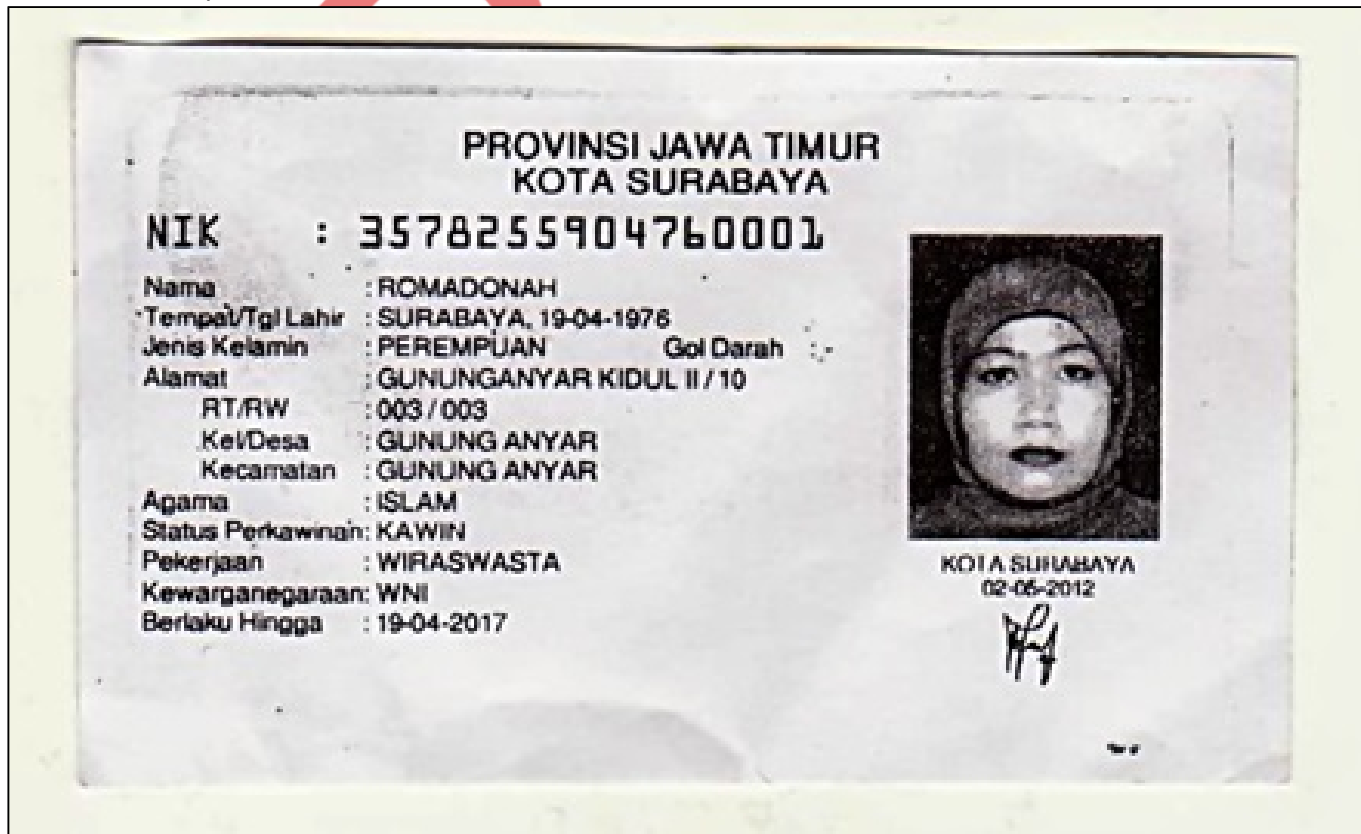 PROVINSI JAWA TIMUR
KOTA SURABAYA
NIK : 3578255904760001
Nama : ROMADONAH
Tempat/Tgl Lahir : SURABAYA, 19-04-1976
Jenis Kelamin : PEREMPUAN Gol Darah : -
Alamat : GUNUNGANYAR KIDUL II / 10
RT/RW : 003 / 003
Kel/Desa : GUNUNG ANYAR
Kecamatan : GUNUNG ANYAR
Agama : ISLAM
Status Perkawinan : KAWIN
Pekerjaan : WIRASWASTA
Kewarganegaraan : WNI
Berlaku Hingga : 19-04-2017
KOTA SURABAYA
02-05-2012